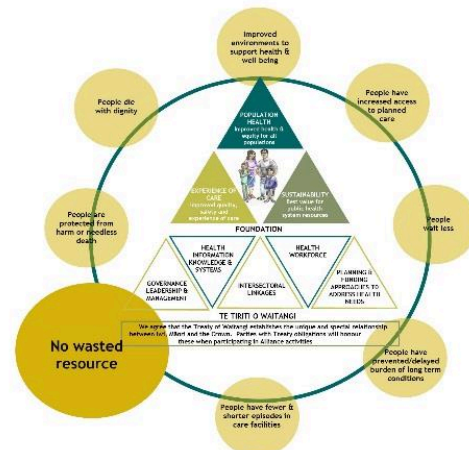 Improved
environments to
support health &
well being
People die
with dignity
People have
increased access
to planned
care
POPULATION
HEALTH
Improved health &
equity for all
populations
EXPERIENCE OF
CARE
Improved quality,
safety and
experience of care
SUSTAINABILITY
Best value for
public health
system resources
People are
protected from
harm or needless
death
People
wait less
FOUNDATION
HEALTH
INFORMATION
KNOWLEDGE &
SYSTEMS
HEALTH
WORKFORCE
GOVERNANCE
LEADERSHIP &
MANAGEMENT
INTERSECTORAL
LINKAGES
PLANNING &
FUNDING
APPROACHES TO
ADDRESS HEALTH
NEEDS
TE TIRITI O WAITANGI
We agree that the Treaty of Waitangi establishes the unique and special relationship
between Iwi, Māori and the Crown. Parties with Treaty obligations will honour
these when participating in Alliance activities
No wasted
resource
People have
prevented/delayed
burden of long term
conditions
People have fewer &
shorter episodes in
care facilities